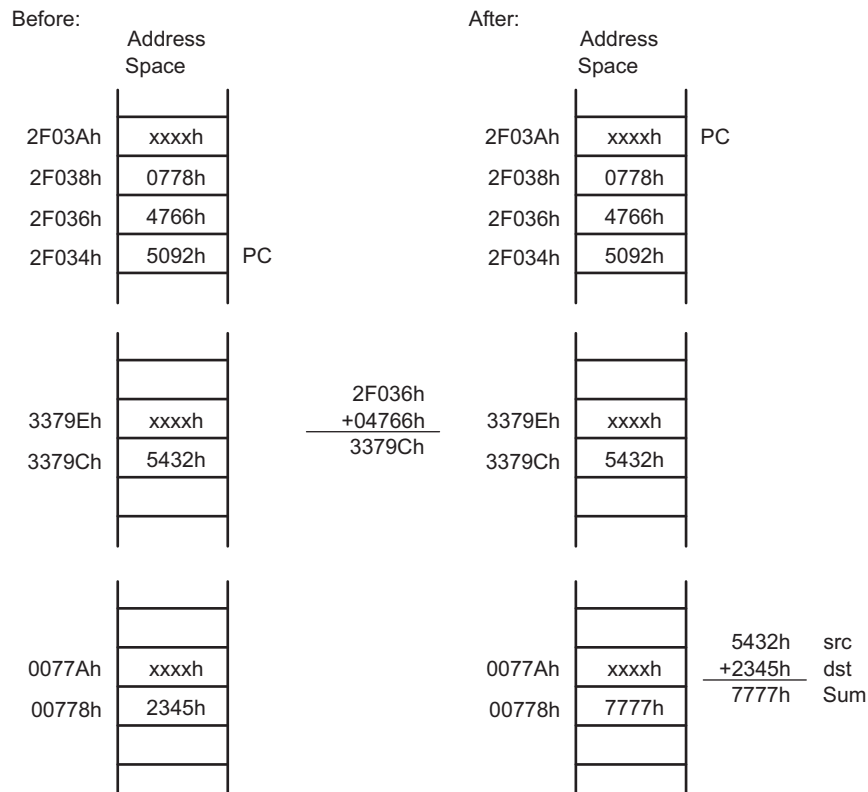 Before:
Address
Space
2F03Ah xxxxh
2F038h 0778h
2F036h 4766h
2F034h 5092h PC
3379Eh xxxxh
3379Ch 5432h
0077Ah xxxxh
00778h 2345h
2F036h
+04766h
3379Ch
After:
Address
Space
2F03Ah xxxxh PC
2F038h 0778h
2F036h 4766h
2F034h 5092h
3379Eh xxxxh
3379Ch 5432h
0077Ah xxxxh
00778h 7777h
5432h src
+2345h dst
7777h Sum